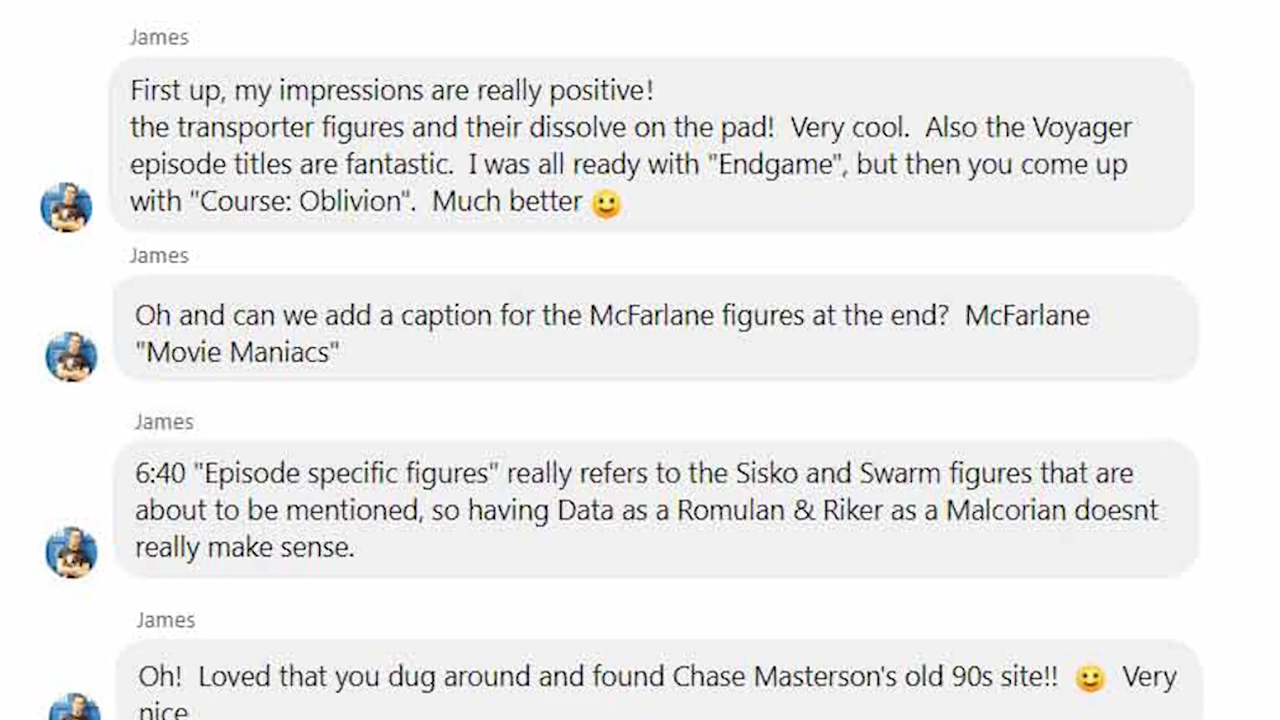 James
First up, my impressions are really positive!
the transporter figures and their dissolve on the pad!  Very cool.  Also the Voyager
episode titles are fantastic.  I was all ready with "Endgame", but then you come up
with "Course: Oblivion".  Much better 🙂
James
Oh and can we add a caption for the McFarlane figures at the end?  McFarlane
"Movie Maniacs"
James
6:40 "Episode specific figures" really refers to the Sisko and Swarm figures that are
about to be mentioned, so having Data as a Romulan & Riker as a Malcorian doesnt
really make sense.
James
Oh!  Loved that you dug around and found Chase Masterson's old 90s site!!  🙂  Very
nice